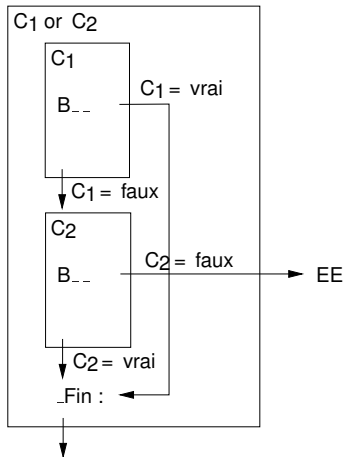 C1 or C2
C1
B_ _
C1 = vrai
C1 = faux
C2
B_ _
C2 = faux
EE
C2 = vrai
_Fin :